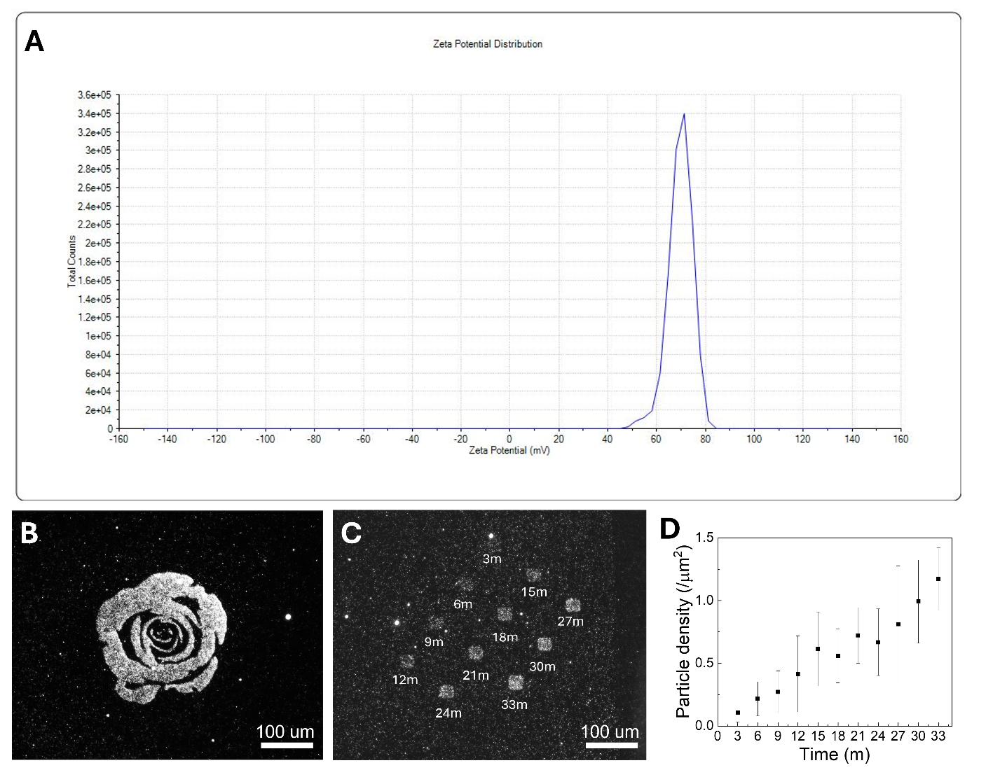 A
Zeta Potential Distribution
3.6e+05
3.4e+05
3.2e+05
3e+05
2.8e+05
2.6e+05
2.4e+05
2.2e+05
2e+05
1.8e+05
1.6e+05
1.4e+05
1.2e+05
1e+05
8e+04
6e+04
4e+04
2e+04
0
Total Counts
-160 -140 -120 -100 -80 -60 -40 -20 0 20 40 60 80 100 120 140 160
Zeta Potential (mV)
B
100 um
C
3m
15m
6m
27m
18m
9m
30m
21m
12m
33m
24m
100 um
D
1.5
1.0
0.5
0.0
Particle density (/μm²)
0 3 6 9 12 15 18 21 24 27 30 33
Time (m)